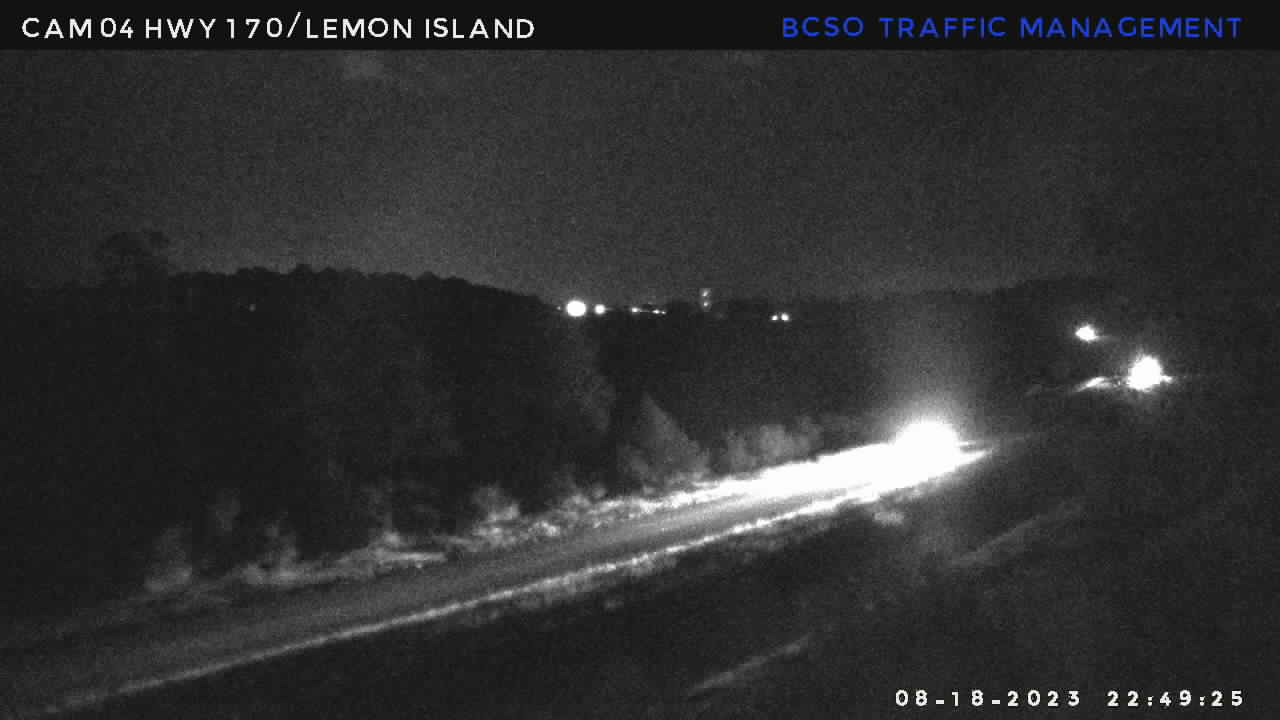 CAM 04 HWY 170/LEMON ISLAND
BCSO TRAFFIC MANAGEMENT
08-18-2023 22:49:25